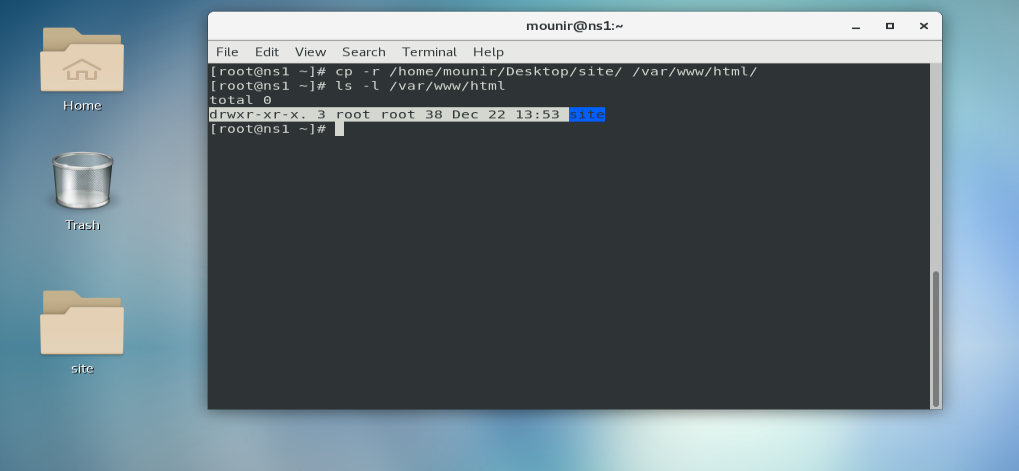 Home
Trash
site
mounir@ns1:~
File Edit View Search Terminal Help
[root@ns1 ~]# cp -r /home/mounir/Desktop/site/ /var/www/html/
[root@ns1 ~]# ls -l /var/www/html
total 0
drwxr-xr-x. 3 root root 38 Dec 22 13:53 site
[root@ns1 ~]#